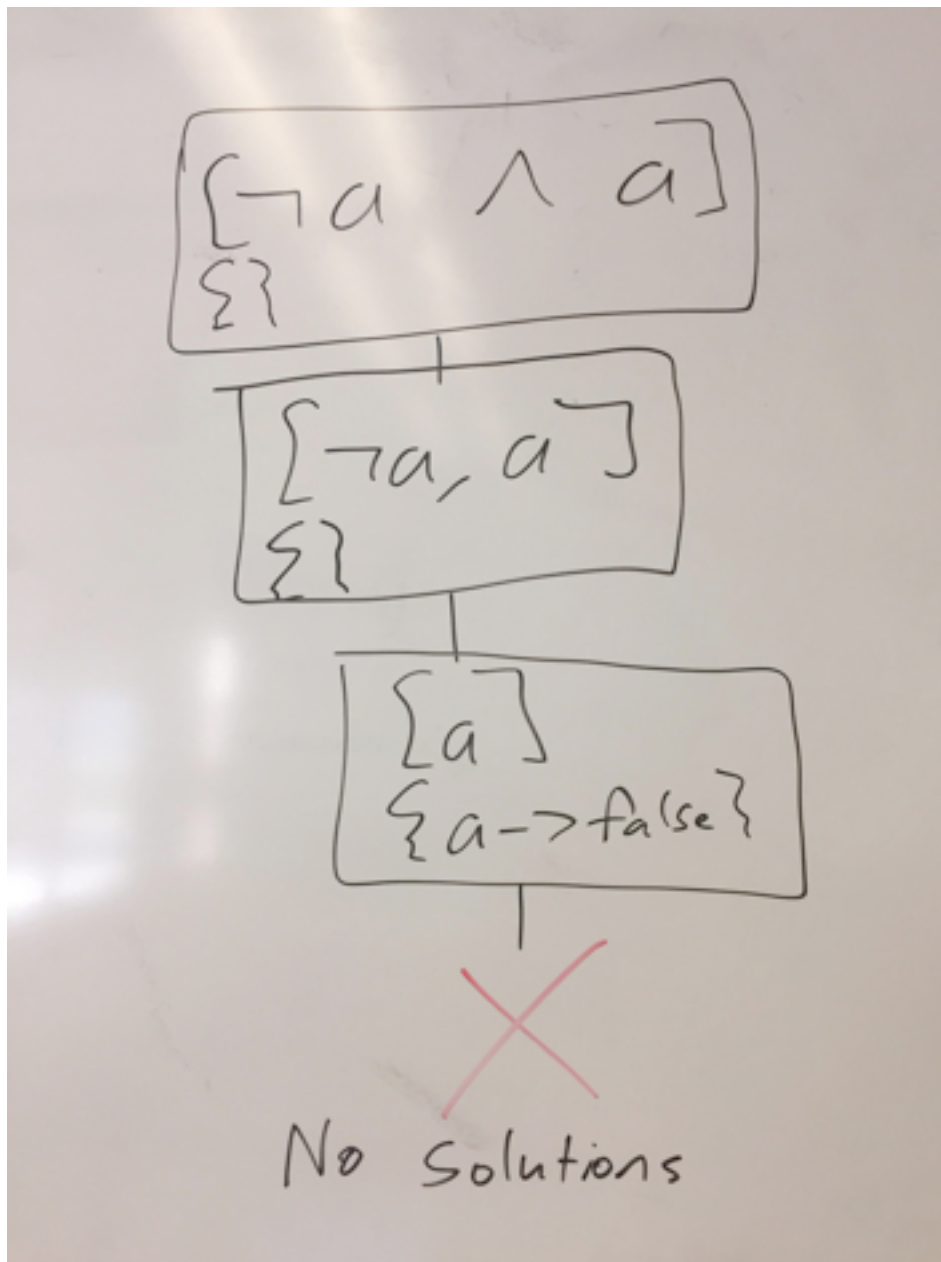 [¬a ∧ a]
{}
[¬a, a]
{}
[a]
{a->false}
No solutions